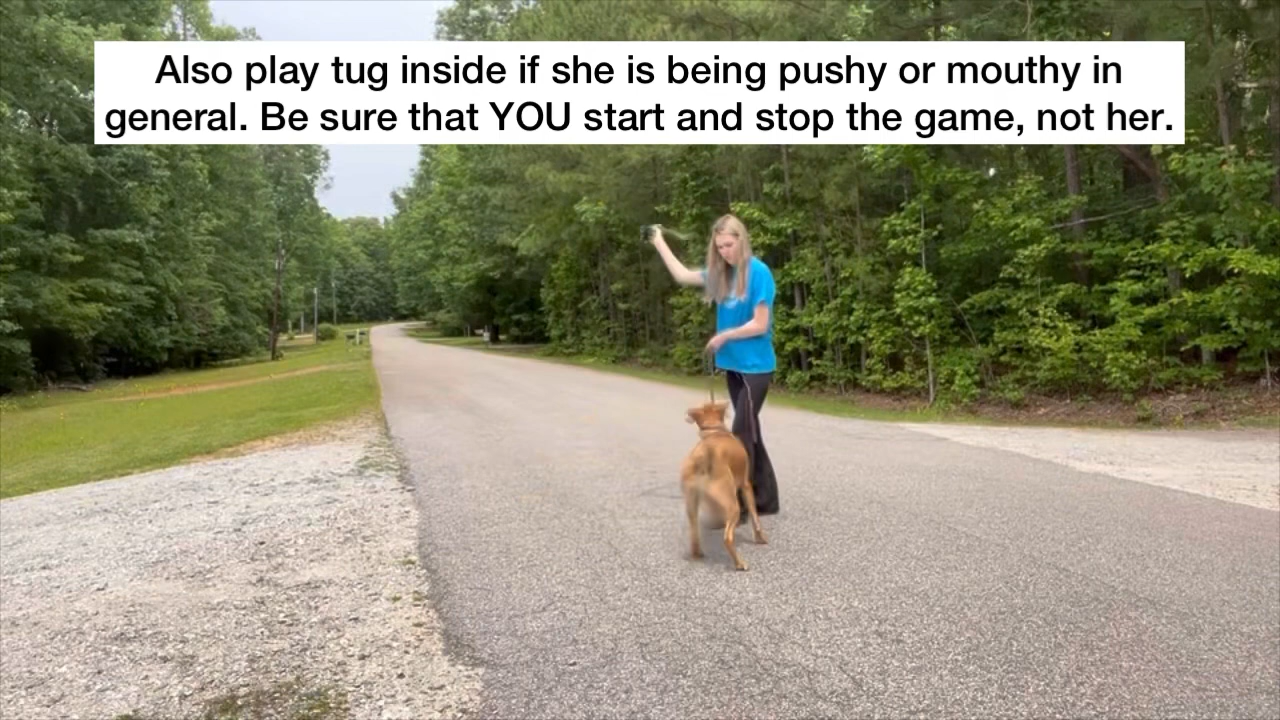 Also play tug inside if she is being pushy or mouthy in
general. Be sure that YOU start and stop the game, not her.